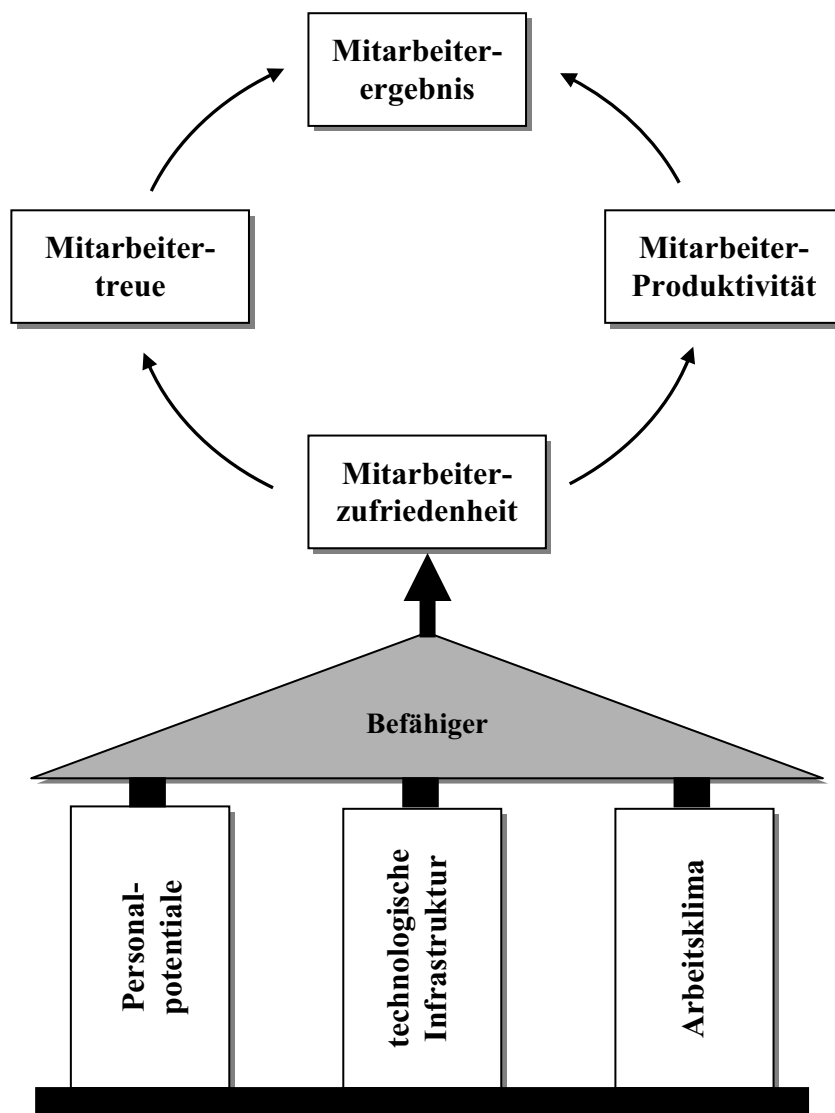 Mitarbeiter-
ergebnis
Mitarbeiter-
treue
Mitarbeiter-
Produktivität
Mitarbeiter-
zufriedenheit
Befähiger
Personal-
potentiale
technologische
Infrastruktur
Arbeitsklima